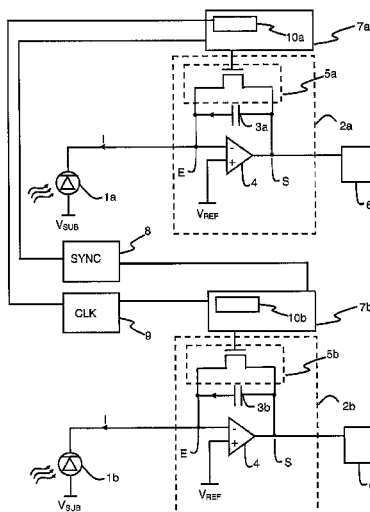 10a
7a
5a
3a
2a
I
E
-
+
4
S
6
1a
V_REF
V_SUB
8
SYNC
CLK
9
10b
7b
5b
3b
2b
I
E
-
+
4
S
1b
V_REF
V_SUB